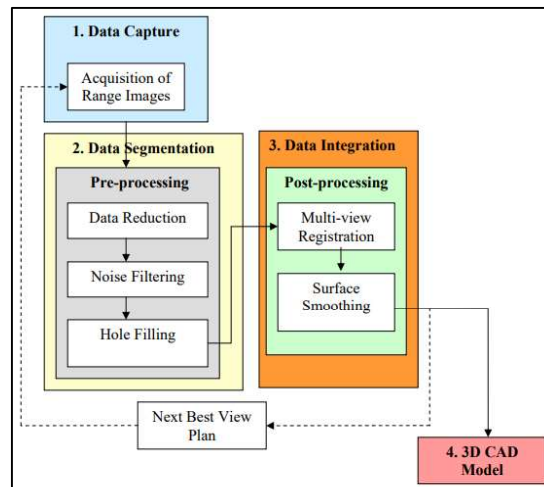 1. Data Capture
Acquisition of
Range Images
2. Data Segmentation
Pre-processing
Data Reduction
Noise Filtering
Hole Filling
3. Data Integration
Post-processing
Multi-view
Registration
Surface
Smoothing
Next Best View
Plan
4. 3D CAD
Model